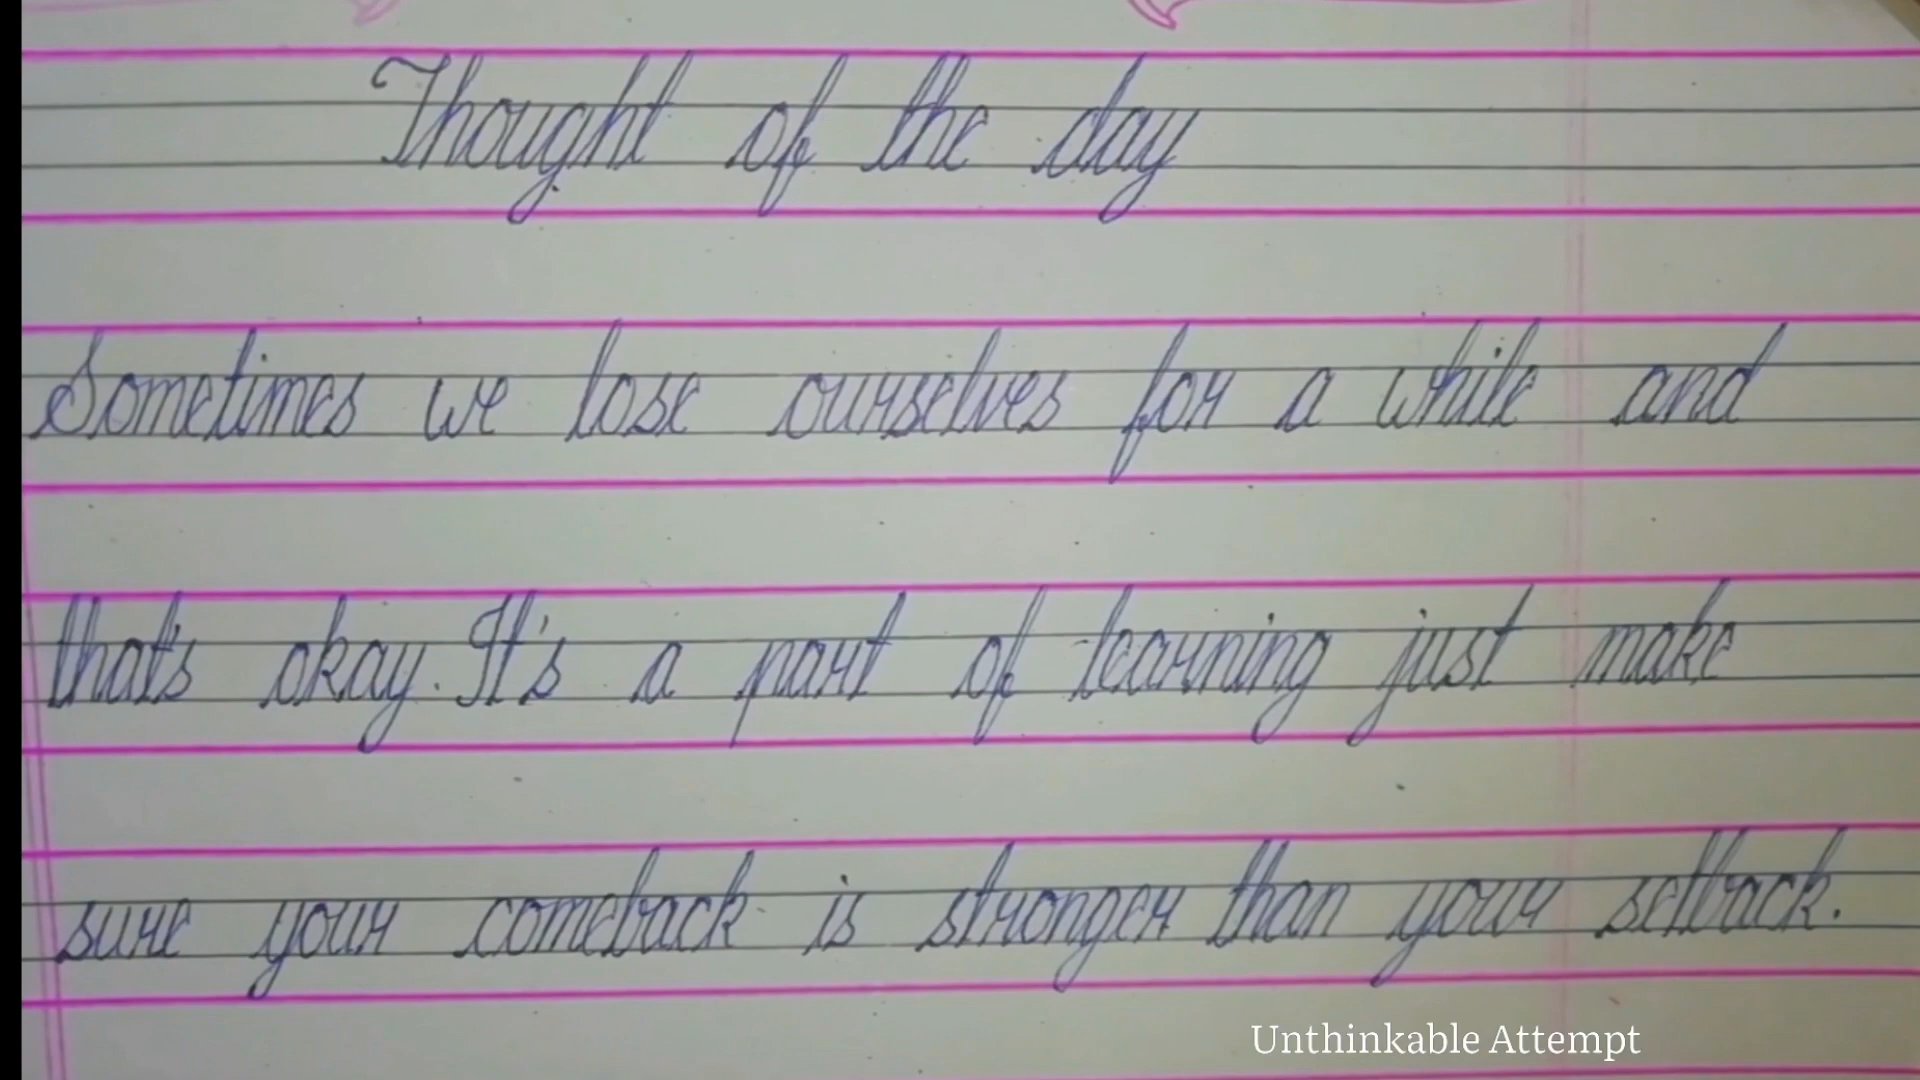 Thought of the day
Sometimes we lose ourselves for a while and
that's okay. It's a part of learning just make
sure your comeback is stronger than your setback.
Unthinkable Attempt